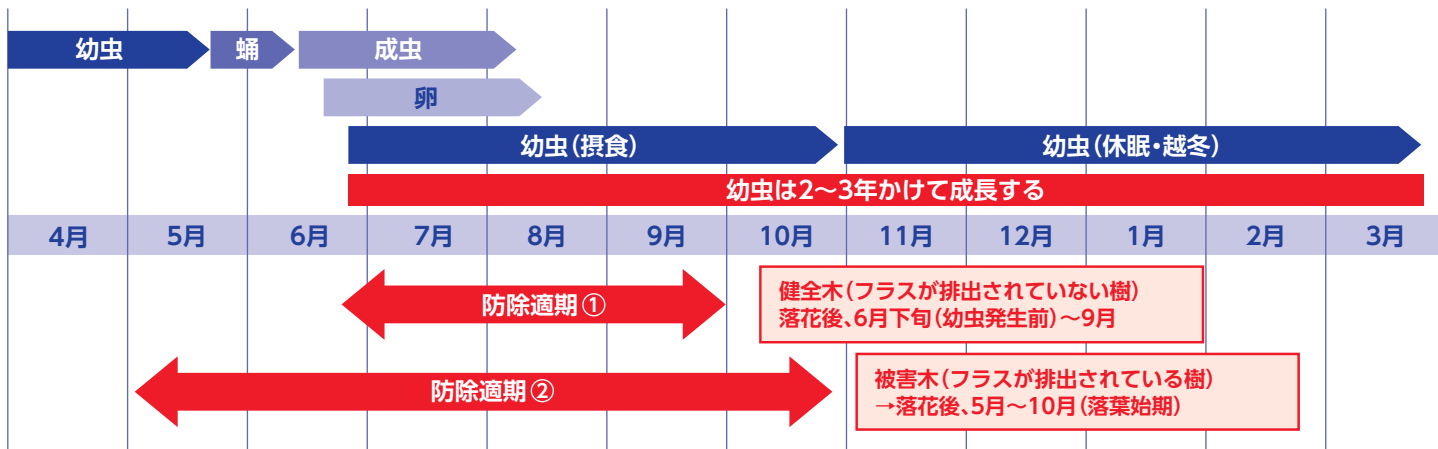 幼虫
蛹
成虫
卵
幼虫(摂食)
幼虫(休眠・越冬)
幼虫は2〜3年かけて成長する
4月 5月 6月 7月 8月 9月 10月 11月 12月 1月 2月 3月
防除適期①
健全木(フラスが排出されていない樹)
落花後、6月下旬(幼虫発生前)〜9月
防除適期②
被害木(フラスが排出されている樹)
→落花後、5月〜10月(落葉始期)